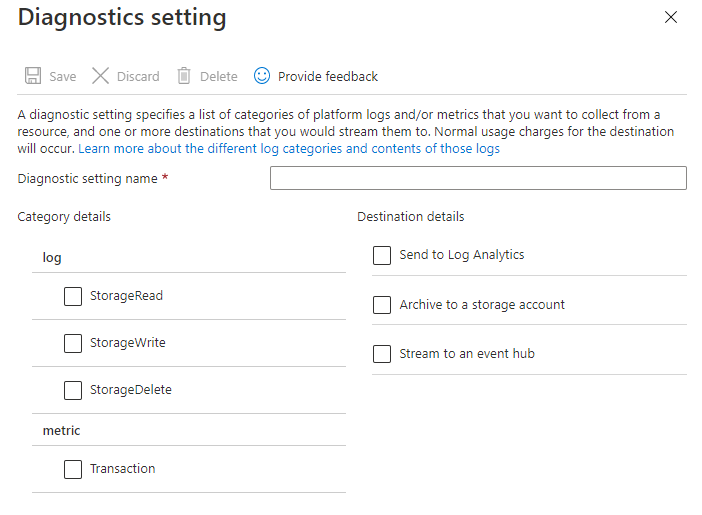 Diagnostics setting
Save Discard Delete Provide feedback
A diagnostic setting specifies a list of categories of platform logs and/or metrics that you want to collect from a
resource, and one or more destinations that you would stream them to. Normal usage charges for the destination
will occur. Learn more about the different log categories and contents of those logs
Diagnostic setting name *
Category details
Destination details
log
Send to Log Analytics
StorageRead
Archive to a storage account
StorageWrite
Stream to an event hub
StorageDelete
metric
Transaction